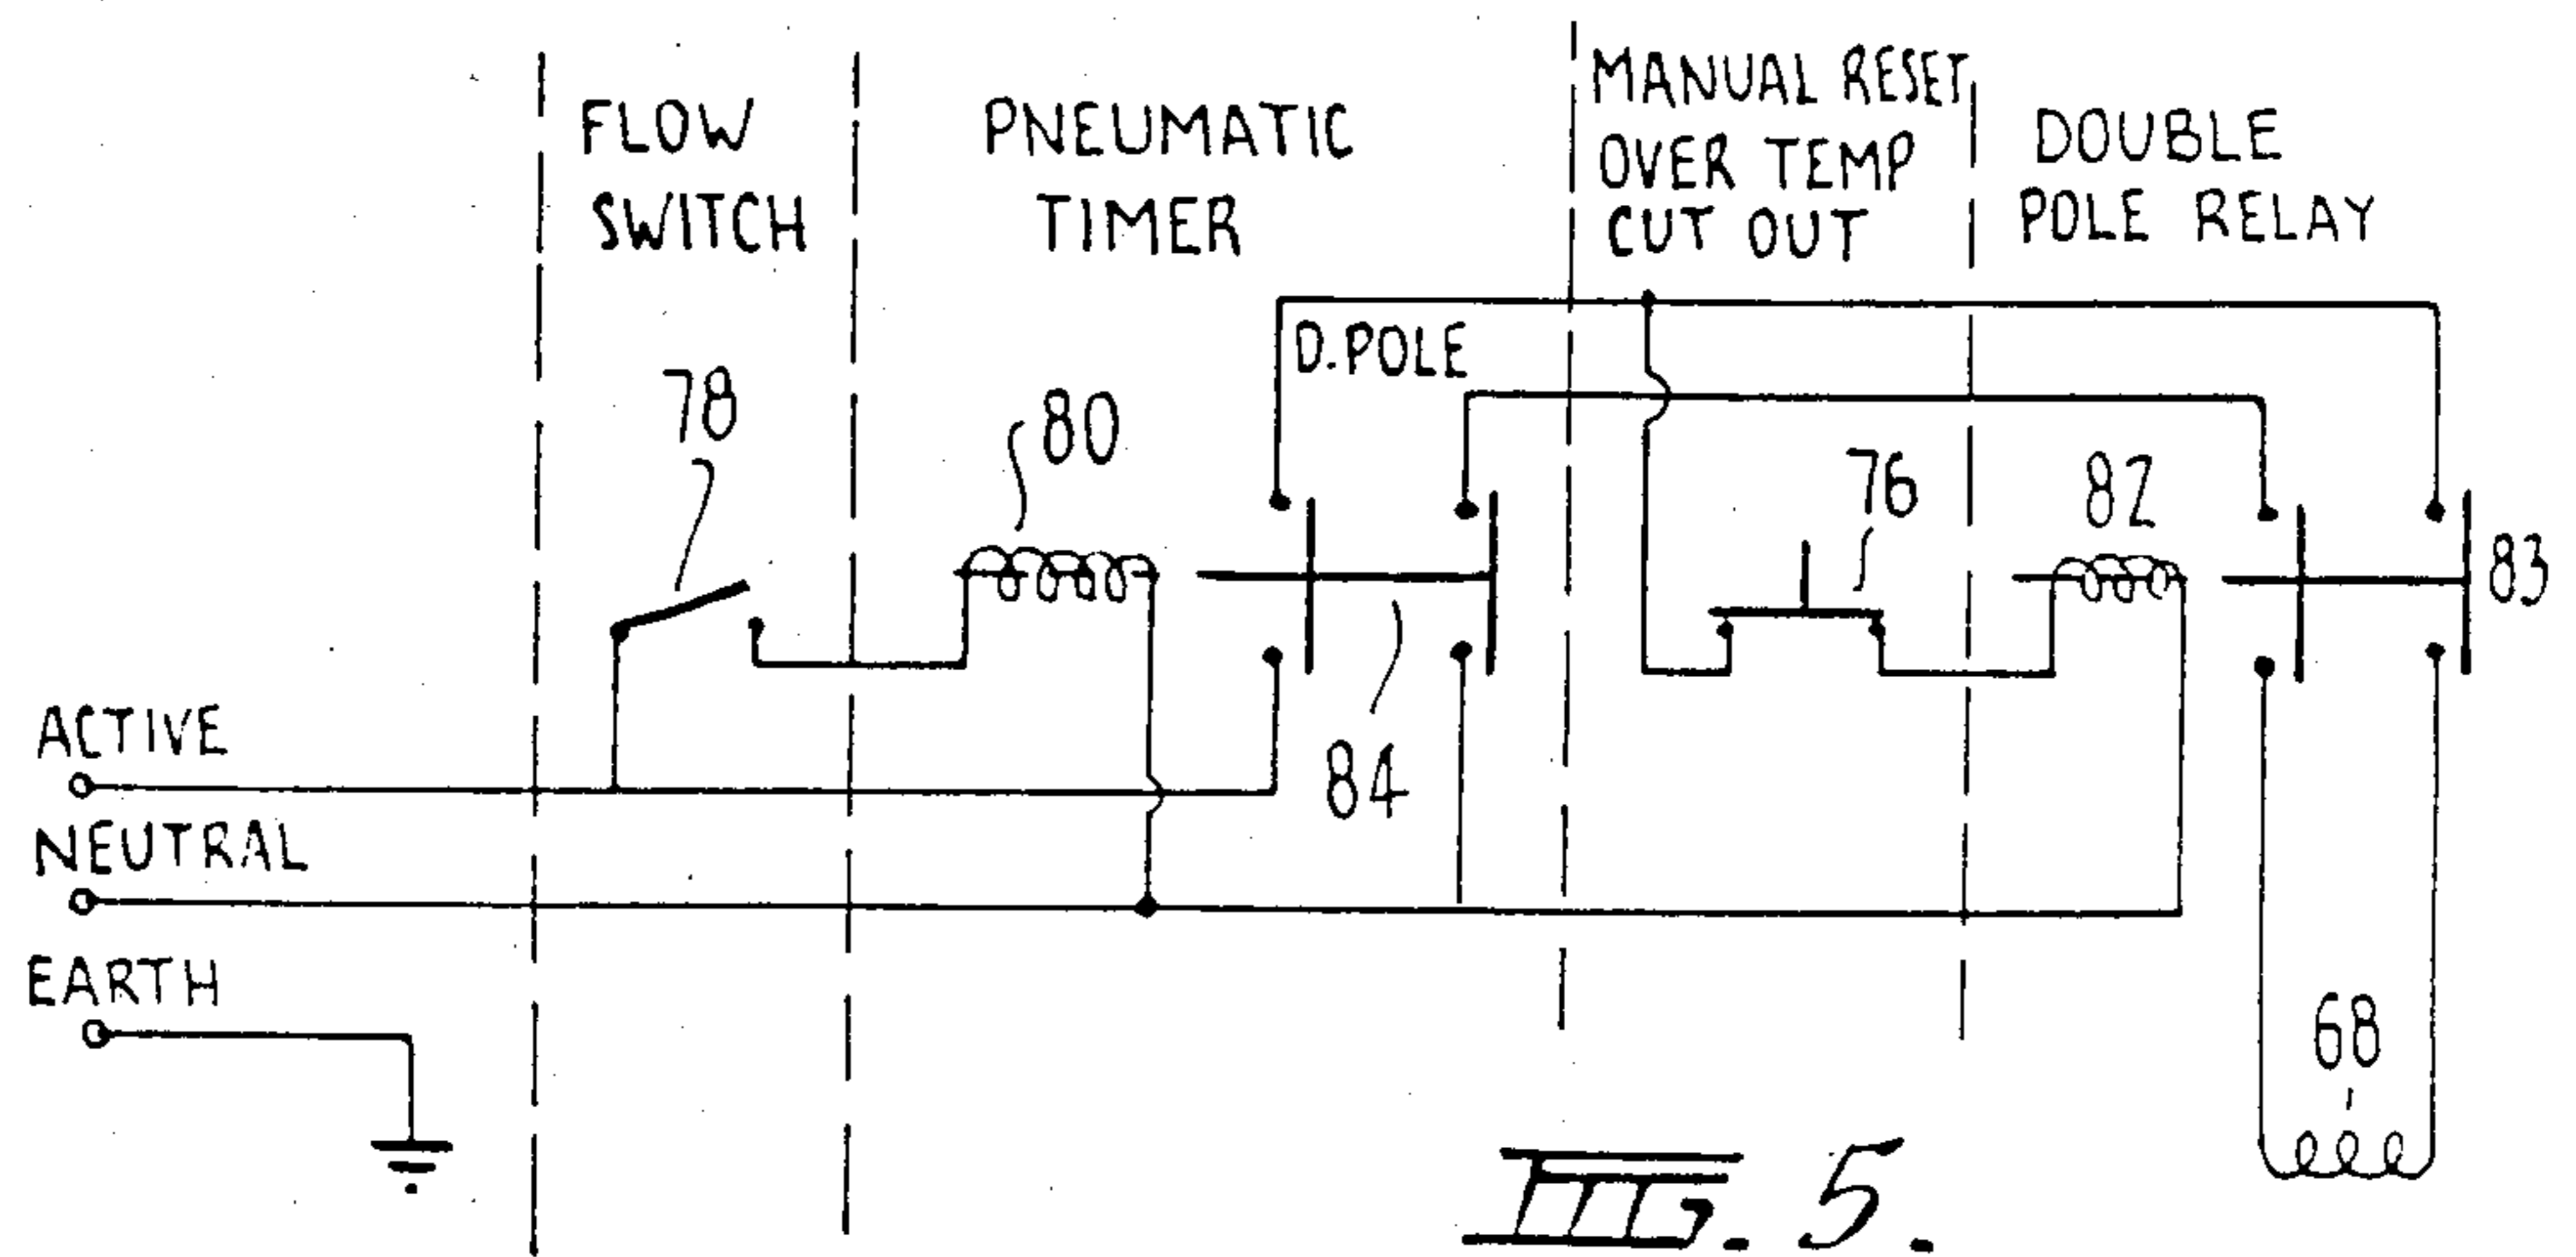 FLOW
SWITCH
PNEUMATIC
TIMER
MANUAL RESET
OVER TEMP
CUT OUT
DOUBLE
POLE RELAY
D.POLE
78
80
76
82
83
84
ACTIVE
NEUTRAL
EARTH
68
FIG. 5.